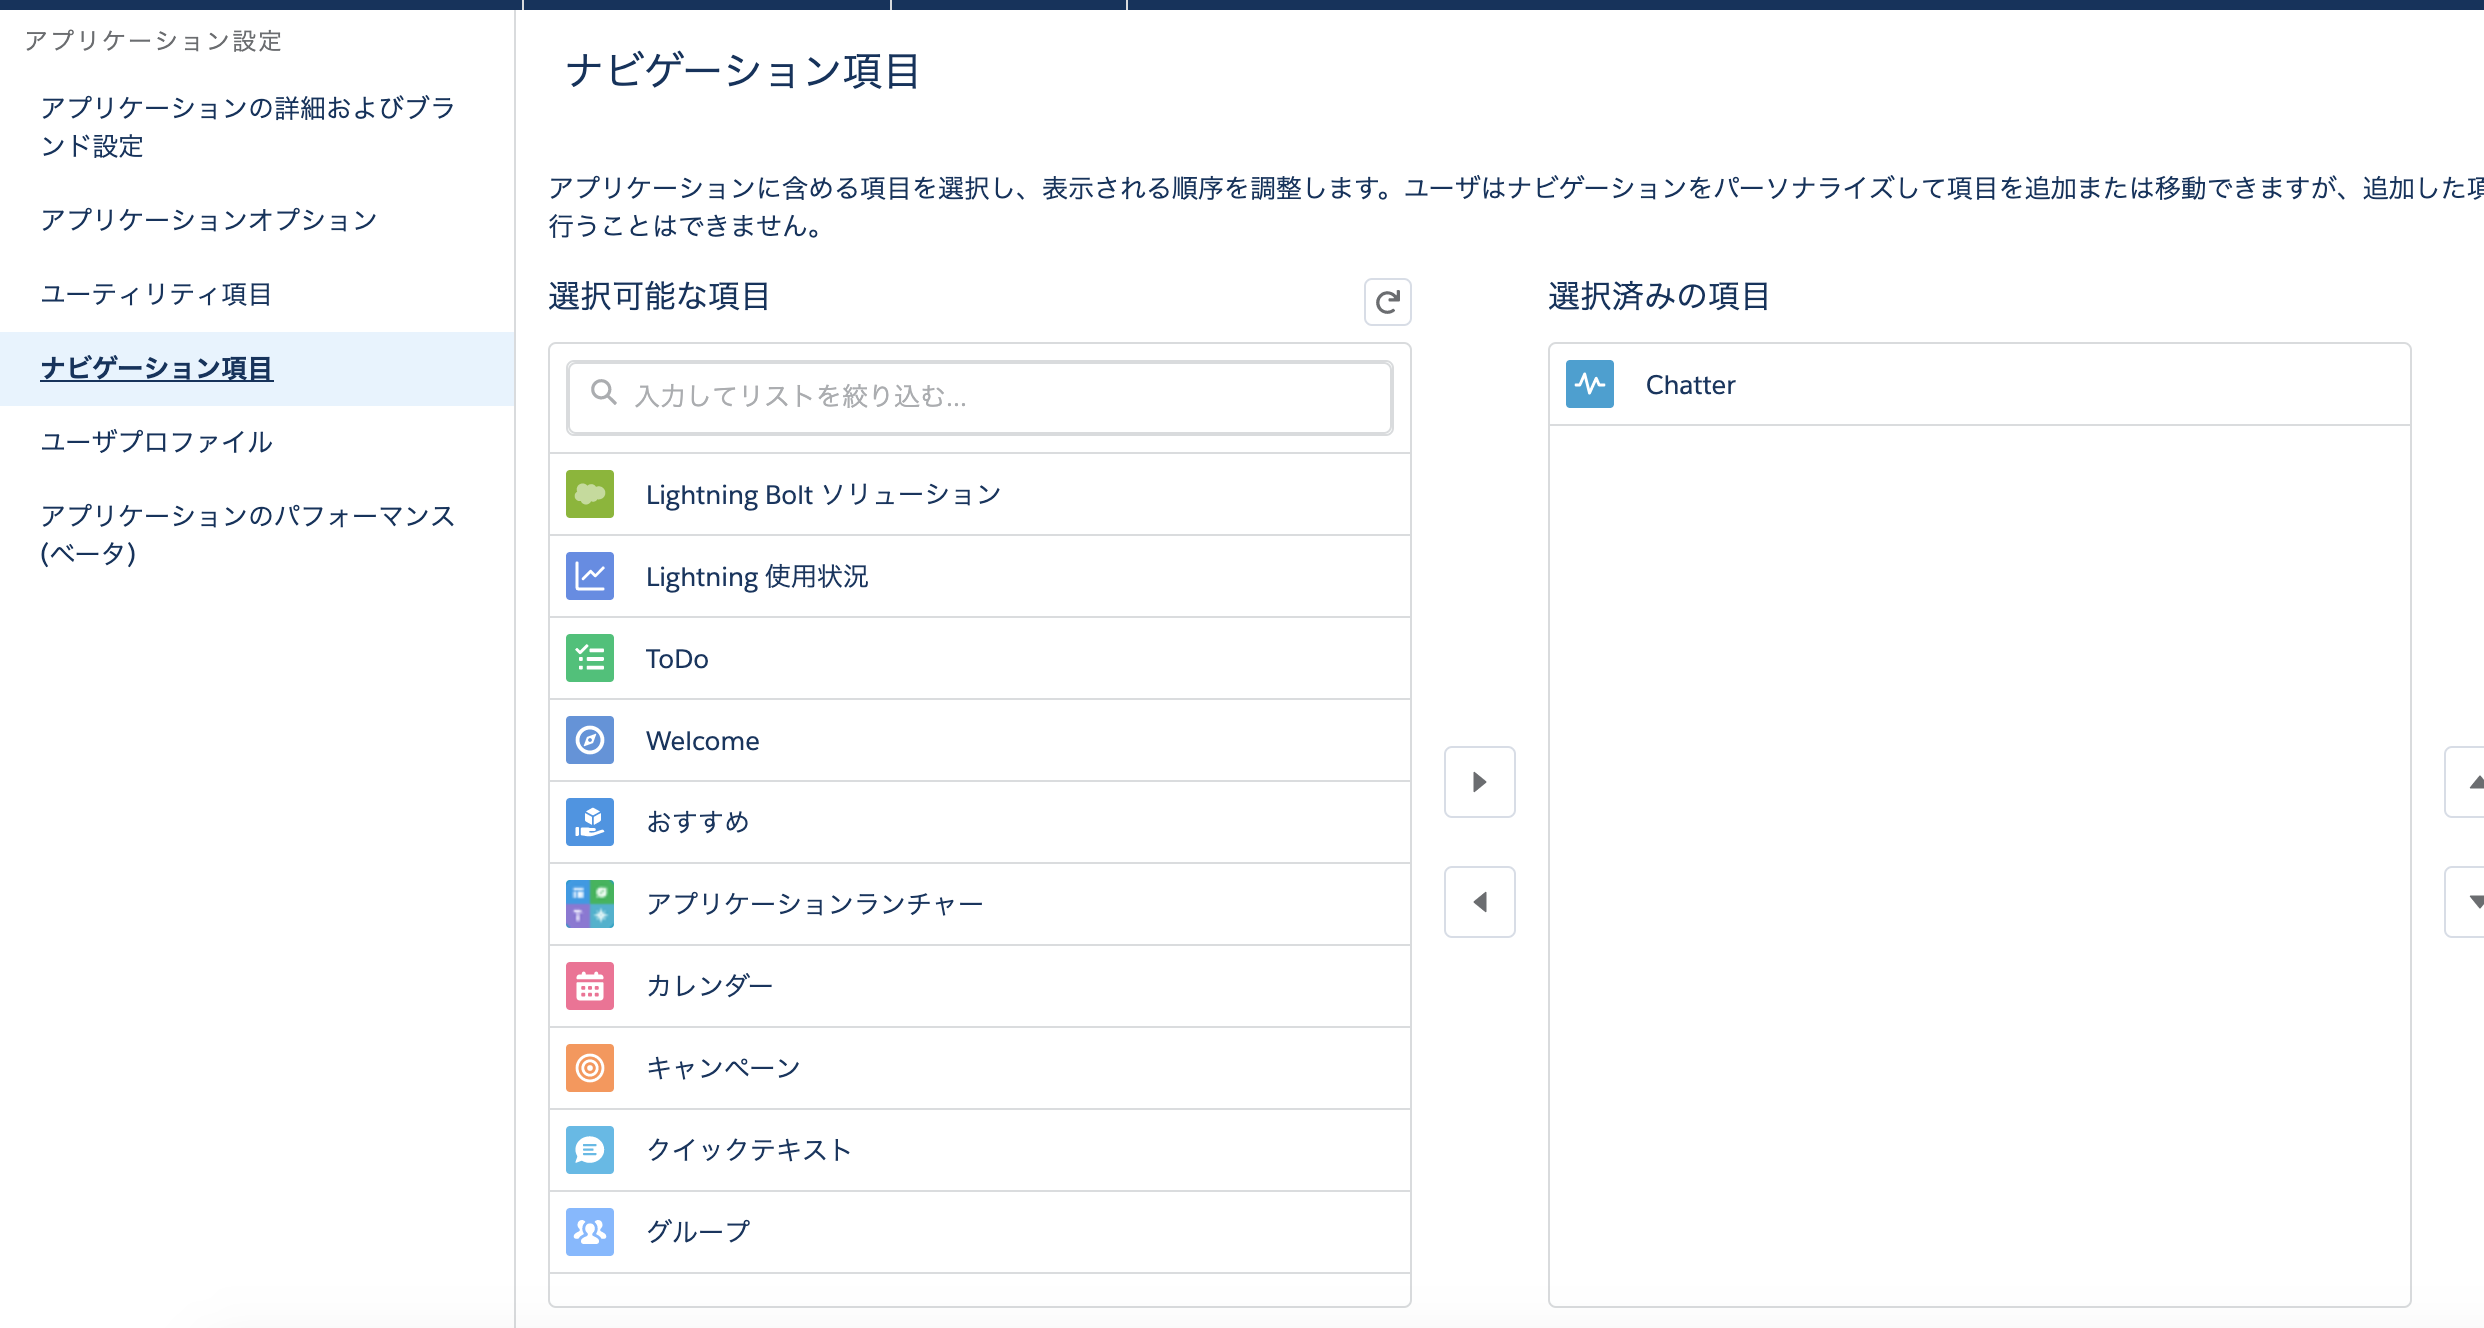 アプリケーション設定
アプリケーションの詳細およびブラ
ンド設定
アプリケーションオプション
ユーティリティ項目
ナビゲーション項目
ユーザプロファイル
アプリケーションのパフォーマンス
(ベータ)
ナビゲーション項目
アプリケーションに含める項目を選択し、表示される順序を調整します。ユーザはナビゲーションをパーソナライズして項目を追加または移動できますが、追加した項
行うことはできません。
選択可能な項目
入力してリストを絞り込む...
Lightning Bolt ソリューション
Lightning 使用状況
ToDo
Welcome
おすすめ
アプリケーションランチャー
カレンダー
キャンペーン
クイックテキスト
グループ
選択済みの項目
Chatter